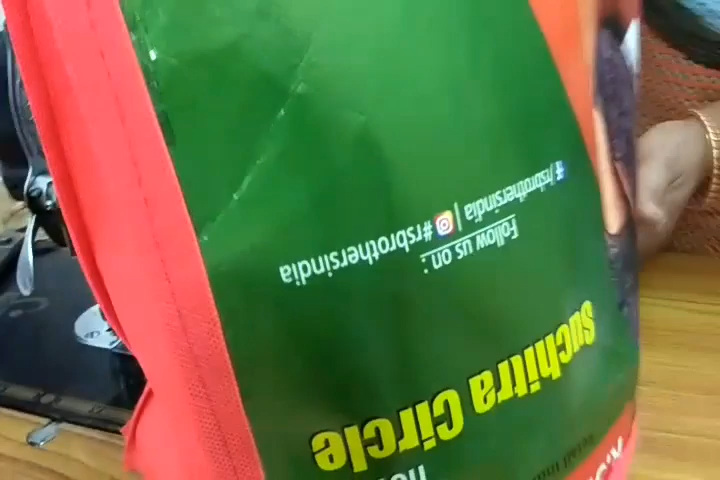 Suchitra Circle
Follow us on :
/rsbrothersindia | #rsbrothersindia